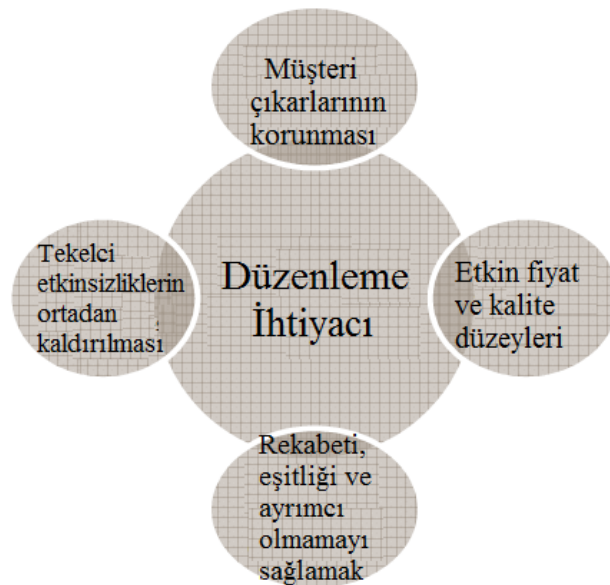 Müşteri
çıkarlarının
korunması
Tekelci
etkinsizliklerin
ortadan
kaldırılması
Düzenleme
İhtiyacı
Etkin fiyat
ve kalite
düzeyleri
Rekabeti,
eşitliği ve
ayrımcı
olmamayı
sağlamak